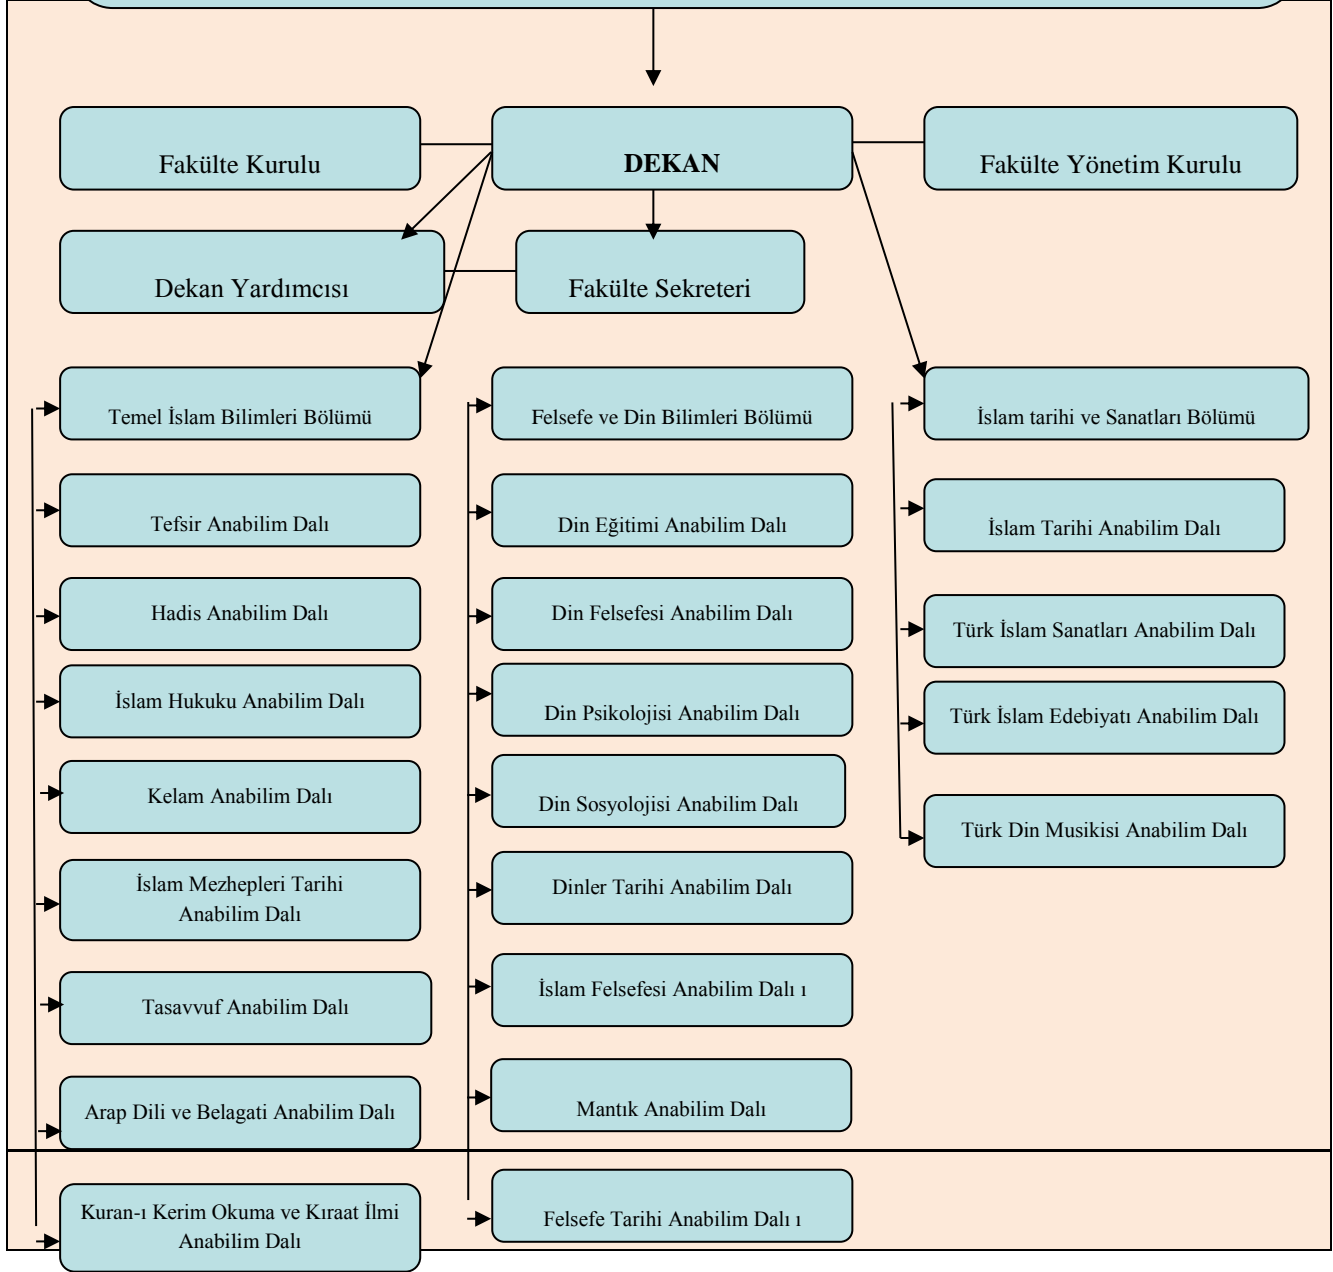 Fakülte Kurulu
DEKAN
Fakülte Yönetim Kurulu
Dekan Yardımcısı
Fakülte Sekreteri
Temel İslam Bilimleri Bölümü
Felsefe ve Din Bilimleri Bölümü
İslam tarihi ve Sanatları Bölümü
Tefsir Anabilim Dalı
Din Eğitimi Anabilim Dalı
İslam Tarihi Anabilim Dalı
Hadis Anabilim Dalı
Din Felsefesi Anabilim Dalı
Türk İslam Sanatları Anabilim Dalı
İslam Hukuku Anabilim Dalı
Din Psikolojisi Anabilim Dalı
Türk İslam Edebiyatı Anabilim Dalı
Kelam Anabilim Dalı
Din Sosyolojisi Anabilim Dalı
Türk Din Musikisi Anabilim Dalı
İslam Mezhepleri Tarihi
Anabilim Dalı
Dinler Tarihi Anabilim Dalı
Tasavvuf Anabilim Dalı
İslam Felsefesi Anabilim Dalı ı
Arap Dili ve Belagati Anabilim Dalı
Mantık Anabilim Dalı
Kuran-ı Kerim Okuma ve Kıraat İlmi
Anabilim Dalı
Felsefe Tarihi Anabilim Dalı ı